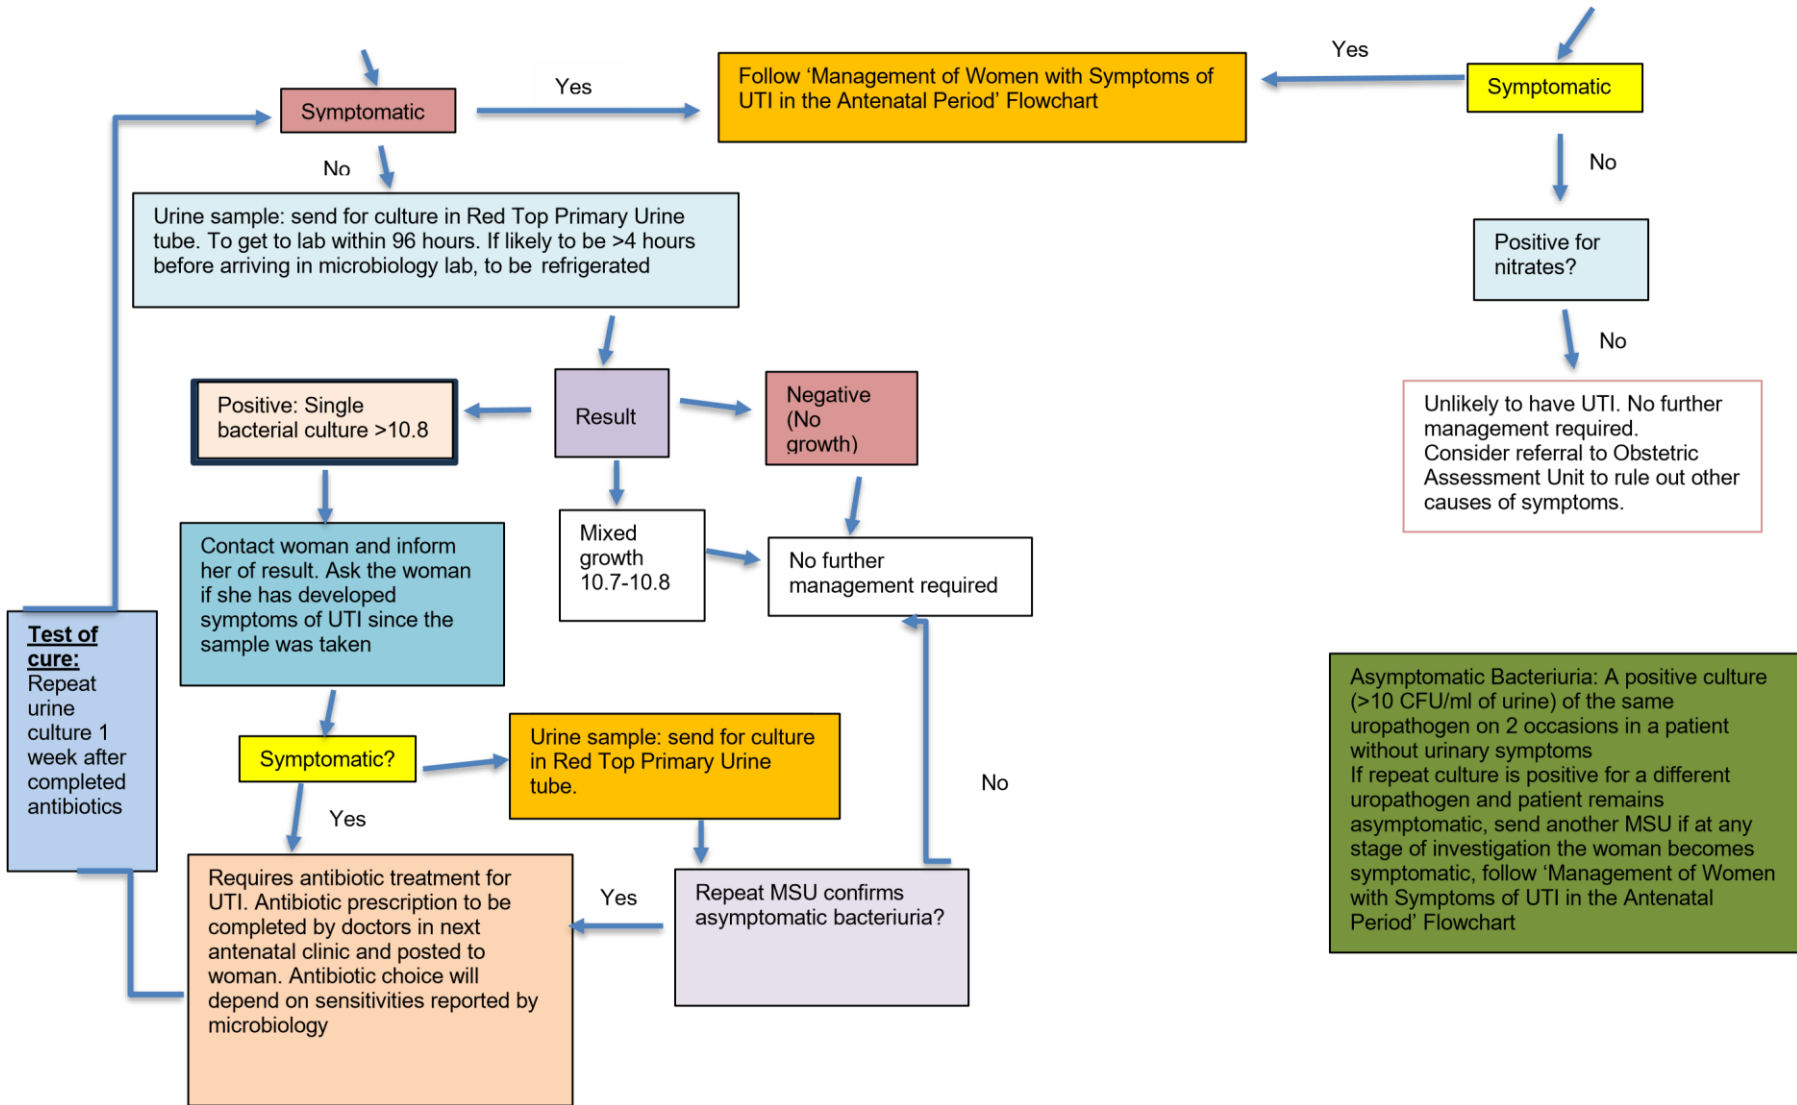 Yes
Follow ‘Management of Women with Symptoms of
UTI in the Antenatal Period’ Flowchart
Yes
Symptomatic
Symptomatic
No
No
Urine sample: send for culture in Red Top Primary Urine
tube. To get to lab within 96 hours. If likely to be >4 hours
before arriving in microbiology lab, to be refrigerated
Positive for
nitrates?
No
Positive: Single
bacterial culture >10.8
Result
Negative
(No
growth)
Unlikely to have UTI. No further
management required.
Consider referral to Obstetric
Assessment Unit to rule out other
causes of symptoms.
Contact woman and inform
her of result. Ask the woman
if she has developed
symptoms of UTI since the
sample was taken
Mixed
growth
10.7-10.8
No further
management required
Test of
cure:
Repeat
urine
culture 1
week after
completed
antibiotics
Symptomatic?
Urine sample: send for culture
in Red Top Primary Urine
tube.
No
Yes
Requires antibiotic treatment for
UTI. Antibiotic prescription to be
completed by doctors in next
antenatal clinic and posted to
woman. Antibiotic choice will
depend on sensitivities reported by
microbiology
Yes
Repeat MSU confirms
asymptomatic bacteriuria?
Asymptomatic Bacteriuria: A positive culture
(>10 CFU/ml of urine) of the same
uropathogen on 2 occasions in a patient
without urinary symptoms
If repeat culture is positive for a different
uropathogen and patient remains
asymptomatic, send another MSU if at any
stage of investigation the woman becomes
symptomatic, follow ‘Management of Women
with Symptoms of UTI in the Antenatal
Period’ Flowchart